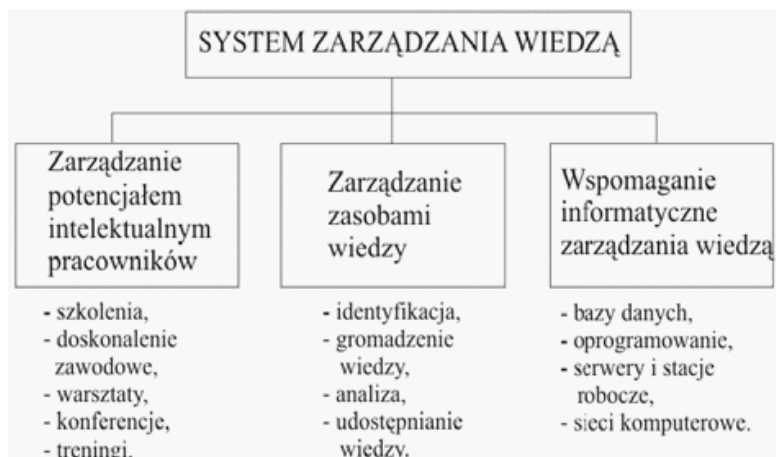 SYSTEM ZARZĄDZANIA WIEDZĄ
Zarządzanie
potencjałem
intelektualnym
pracowników
- szkolenia,
- doskonalenie
zawodowe,
- warsztaty,
- konferencje,
- treningi.
Zarządzanie
zasobami
wiedzy
- identyfikacja,
- gromadzenie
wiedzy,
- analiza,
- udostępnianie
wiedzy.
Wspomaganie
informatyczne
zarządzania wiedzą
- bazy danych,
- oprogramowanie,
- serwery i stacje
robocze,
- sieci komputerowe.